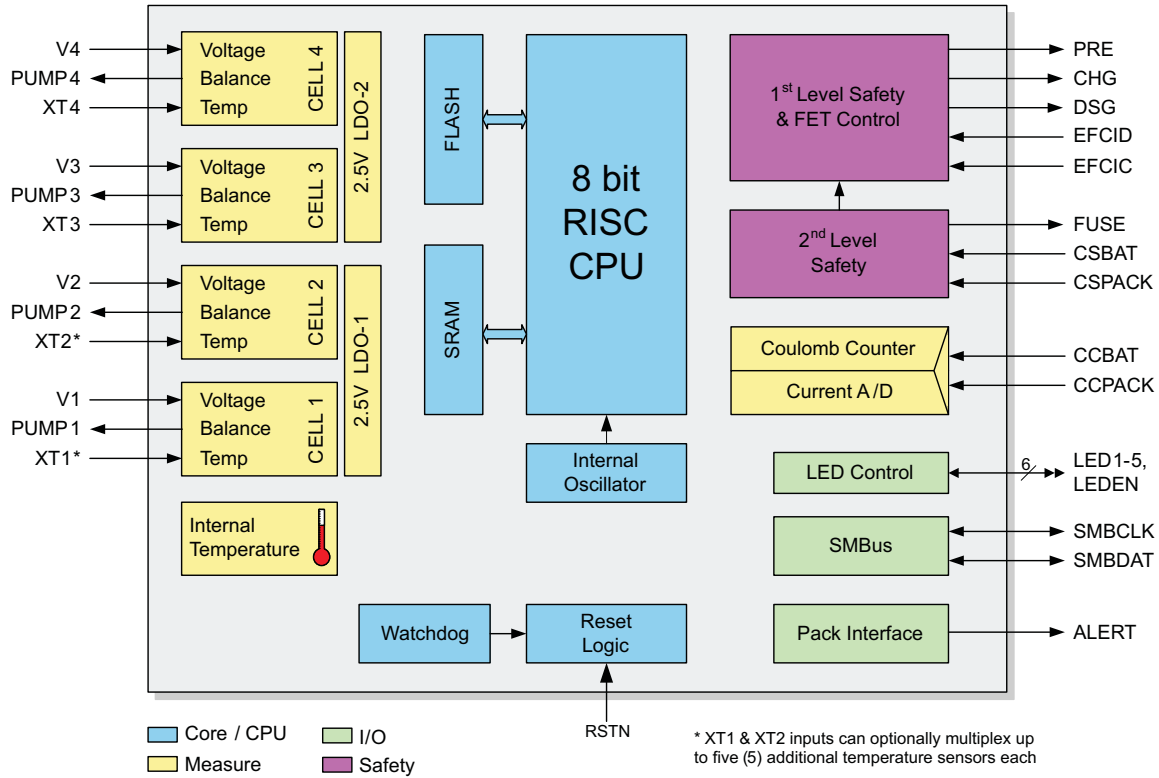 V4
PUMP4
XT4
Voltage
Balance
Temp
CELL 4
V3
PUMP3
XT3
Voltage
Balance
Temp
CELL 3
2.5V LDO-2
V2
PUMP2
XT2*
Voltage
Balance
Temp
CELL 2
V1
PUMP1
XT1*
Voltage
Balance
Temp
CELL 1
2.5V LDO-1
Internal
Temperature
FLASH
SRAM
8 bit
RISC
CPU
Internal
Oscillator
Watchdog
Reset
Logic
RSTN
1st Level Safety
& FET Control
PRE
CHG
DSG
EFCID
EFCIC
2nd Level
Safety
FUSE
CSBAT
CSPACK
Coulomb Counter
Current A/D
CCBAT
CCPACK
LED Control
6
LED1-5,
LEDEN
SMBus
SMBCLK
SMBDAT
Pack Interface
ALERT
Core / CPU
I/O
Measure
Safety
* XT1 & XT2 inputs can optionally multiplex up
to five (5) additional temperature sensors each